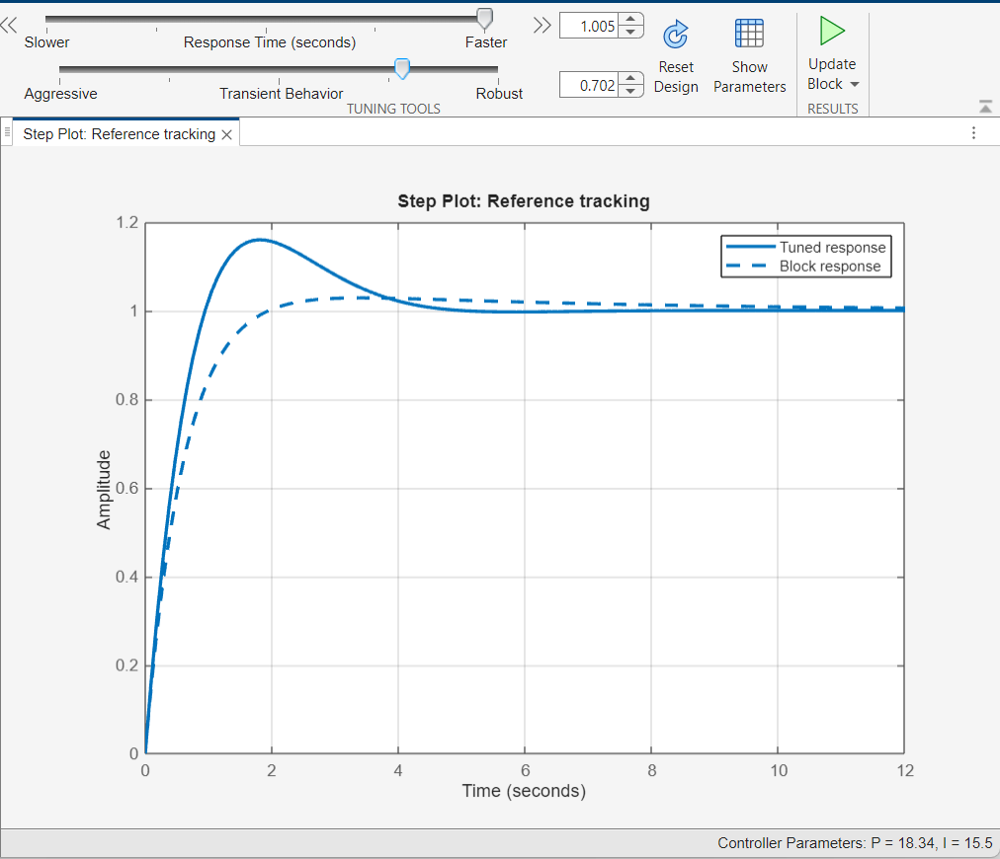 Slower Response Time (seconds) Faster
1.005
Aggressive Transient Behavior Robust
0.702
Reset Design
Show Parameters
Update Block
TUNING TOOLS
RESULTS
Step Plot: Reference tracking
Step Plot: Reference tracking
Tuned response
Block response
Amplitude
1.2
1
0.8
0.6
0.4
0.2
0
0 2 4 6 8 10 12
Time (seconds)
Controller Parameters: P = 18.34, I = 15.5